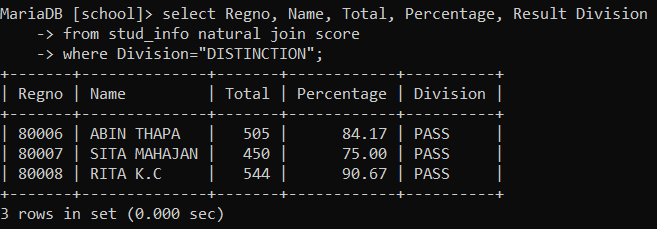 MariaDB [school]> select Regno, Name, Total, Percentage, Result Division
    -> from stud_info natural join score
    -> where Division="DISTINCTION";
+-------+--------------+-------+------------+----------+
| Regno | Name         | Total | Percentage | Division |
+-------+--------------+-------+------------+----------+
| 80006 | ABIN THAPA   |   505 |      84.17 | PASS     |
| 80007 | SITA MAHAJAN |   450 |      75.00 | PASS     |
| 80008 | RITA K.C     |   544 |      90.67 | PASS     |
+-------+--------------+-------+------------+----------+
3 rows in set (0.000 sec)